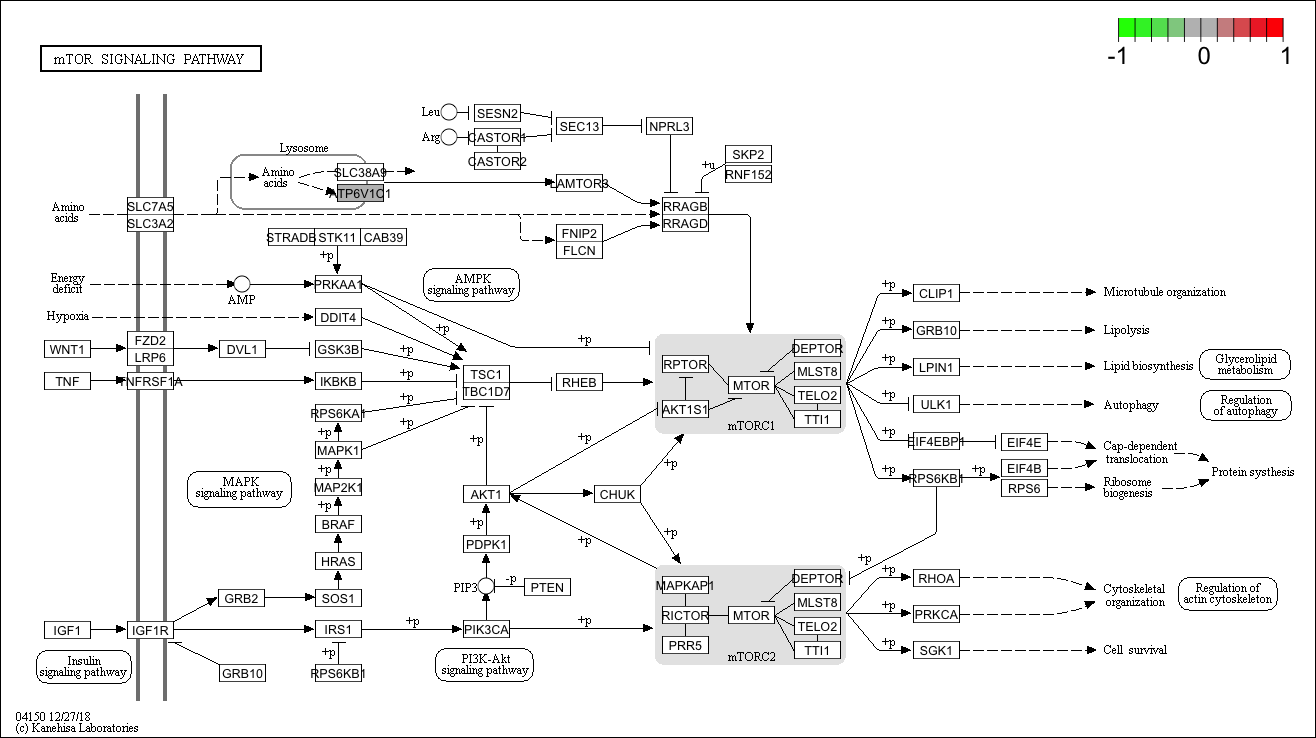 -1 0 1
mTOR SIGNALING PATHWAY
Leu
SESN2
SEC13
NPRL3
Arg
CASTOR1
CASTOR2
SKP2
RNF152
+u
Lysosome
Amino
acids
SLC38A9
ATP6V1C1
LAMTOR3
Amino
acids
SLC7A5
SLC3A2
RRAGB
RRAGD
FNIP2
FLCN
STRADB STK11 CAB39
+p
Energy
deficit
AMP
PRKAA1
AMPK
signaling pathway
Hypoxia
DDIT4
+p
+p
WNT1
FZD2
LRP6
DVL1
GSK3B
+p
TNF
TNFRSF1A
IKBKB
+p
TSC1
TBC1D7
RHEB
RPS6KA1
+p
+p
MAPK1
+p
+p
+p
MAPK
signaling pathway
MAP2K1
+p
BRAF
HRAS
GRB2
SOS1
AKT1
+p
PDPK1
PIP3
-p
PTEN
CHUK
+p
+p
+p
+p
IGF1
IGF1R
IRS1
+p
PIK3CA
+p
Insulin
signaling pathway
GRB10
+p
RPS6KB1
PI3K-Akt
signaling pathway
RPTOR
AKT1S1
MTOR
DEPTOR
MLST8
TELO2
TTI1
mTORC1
MAPKAP1
RICTOR
PRR5
MTOR
DEPTOR
MLST8
TELO2
TTI1
mTORC2
+p
CLIP1
Microtubule organization
+p
GRB10
Lipolysis
+p
LPIN1
Lipid biosynthesis
Glycerolipid
metabolism
+p
ULK1
Autophagy
Regulation
of autophagy
+p
EIF4EBP1
EIF4E
Cap-dependent
translocation
+p
RPS6KB1
+p
EIF4B
RPS6
Ribosome
biogenesis
Protein systhesis
+p
+p
RHOA
+p
PRKCA
Cytoskeletal
organization
Regulation of
actin cytoskeleton
+p
SGK1
Cell survival
04150 12/27/18
(c) Kanehisa Laboratories